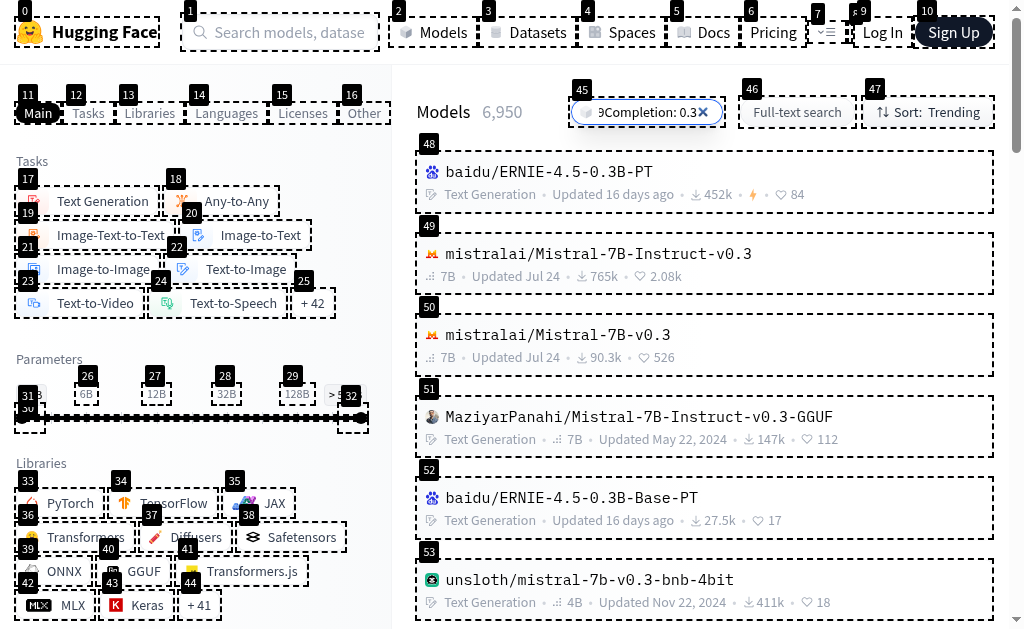 0
1
2
3
4
5
6
7
9
10
Hugging Face
Search models, datase
Models
Datasets
Spaces
Docs
Pricing
Log In
Sign Up
11
12
13
14
15
16
Main
Tasks
Libraries
Languages
Licenses
Other
Tasks
17
18
Text Generation
Any-to-Any
19
20
Image-Text-to-Text
Image-to-Text
21
22
Image-to-Image
Text-to-Image
23
24
25
Text-to-Video
Text-to-Speech
+ 42
Parameters
26
27
28
29
6B
12B
32B
128B
31
32
Libraries
33
34
35
PyTorch
TensorFlow
JAX
36
37
38
Transformers
Diffusers
Safetensors
39
40
41
ONNX
GGUF
Transformers.js
42
43
44
MLX
MLX
Keras
+ 41
45
46
47
Models 6,950
9Completion: 0.3
Full-text search
Sort: Trending
48
baidu/ERNIE-4.5-0.3B-PT
Text Generation • Updated 16 days ago • 452k • 84
49
mistralai/Mistral-7B-Instruct-v0.3
7B • Updated Jul 24 • 765k • 2.08k
50
mistralai/Mistral-7B-v0.3
7B • Updated Jul 24 • 90.3k • 526
51
MaziyarPanahi/Mistral-7B-Instruct-v0.3-GGUF
Text Generation • 7B • Updated May 22, 2024 • 147k • 112
52
baidu/ERNIE-4.5-0.3B-Base-PT
Text Generation • Updated 16 days ago • 27.5k • 17
53
unsloth/mistral-7b-v0.3-bnb-4bit
Text Generation • 4B • Updated Nov 22, 2024 • 411k • 18